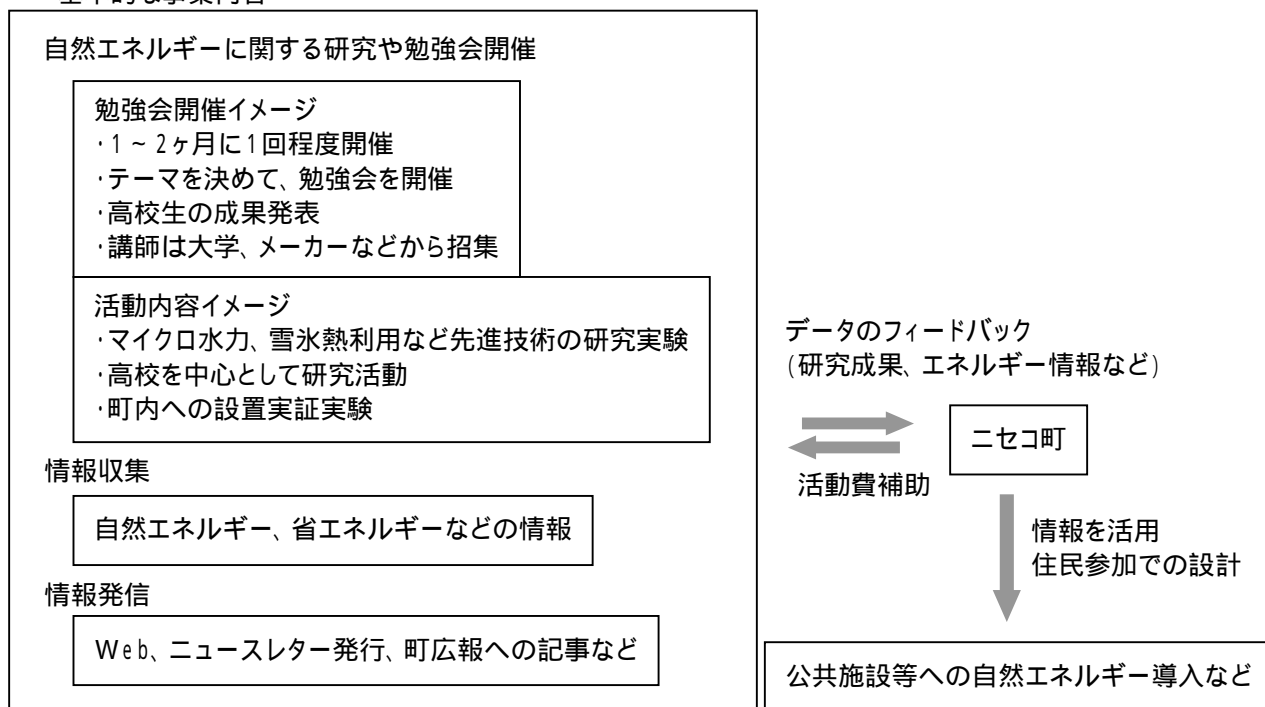 自然エネルギーに関する研究や勉強会開催
勉強会開催イメージ
・1～2ヶ月に1回程度開催
・テーマを決めて、勉強会を開催
・高校生の成果発表
・講師は大学、メーカーなどから招集
活動内容イメージ
・マイクロ水力、雪氷熱利用など先進技術の研究実験
・高校を中心として研究活動
・町内への設置実証実験
情報収集
自然エネルギー、省エネルギーなどの情報
情報発信
Web、ニュースレター発行、町広報への記事など
データのフィードバック
(研究成果、エネルギー情報など)
ニセコ町
活動費補助
情報を活用
住民参加での設計
公共施設等への自然エネルギー導入など